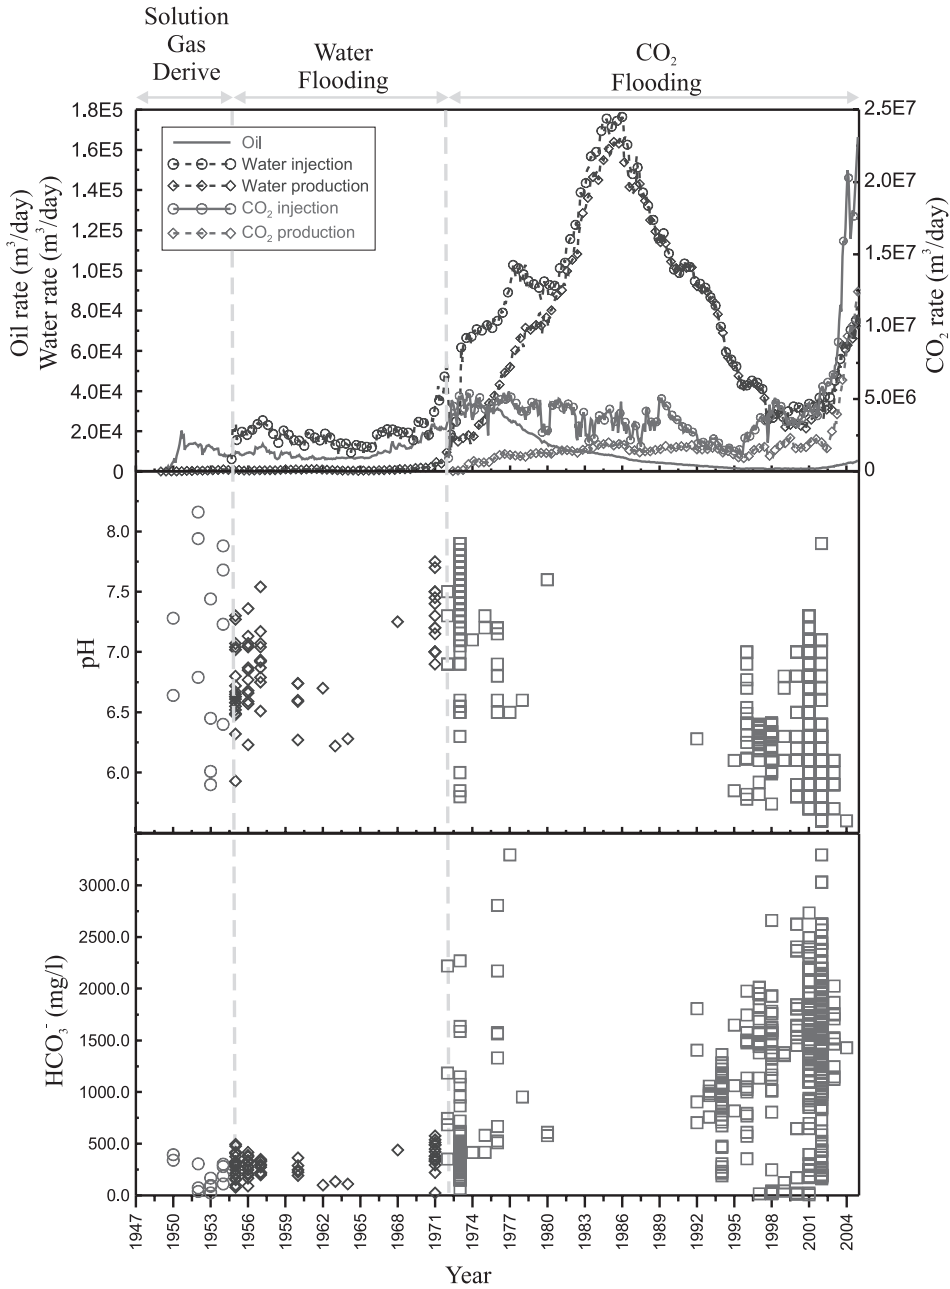 Solution
Gas
Derive
Water
Flooding
CO₂
Flooding
Oil rate (m³/day)
Water rate (m³/day)
1.8E5
1.6E5
1.4E5
1.2E5
1.0E5
8.0E4
6.0E4
4.0E4
2.0E4
0
Oil
Water injection
Water production
CO₂ injection
CO₂ production
2.5E7
2.0E7
1.5E7
1.0E7
5.0E6
0
CO₂ rate (m³/day)
pH
8.0
7.5
7.0
6.5
6.0
HCO₃⁻ (mg/l)
3000.0
2500.0
2000.0
1500.0
1000.0
500.0
0.0
1947 1950 1953 1956 1959 1962 1965 1968 1971 1974 1977 1980 1983 1986 1989 1992 1995 1998 2001 2004
Year